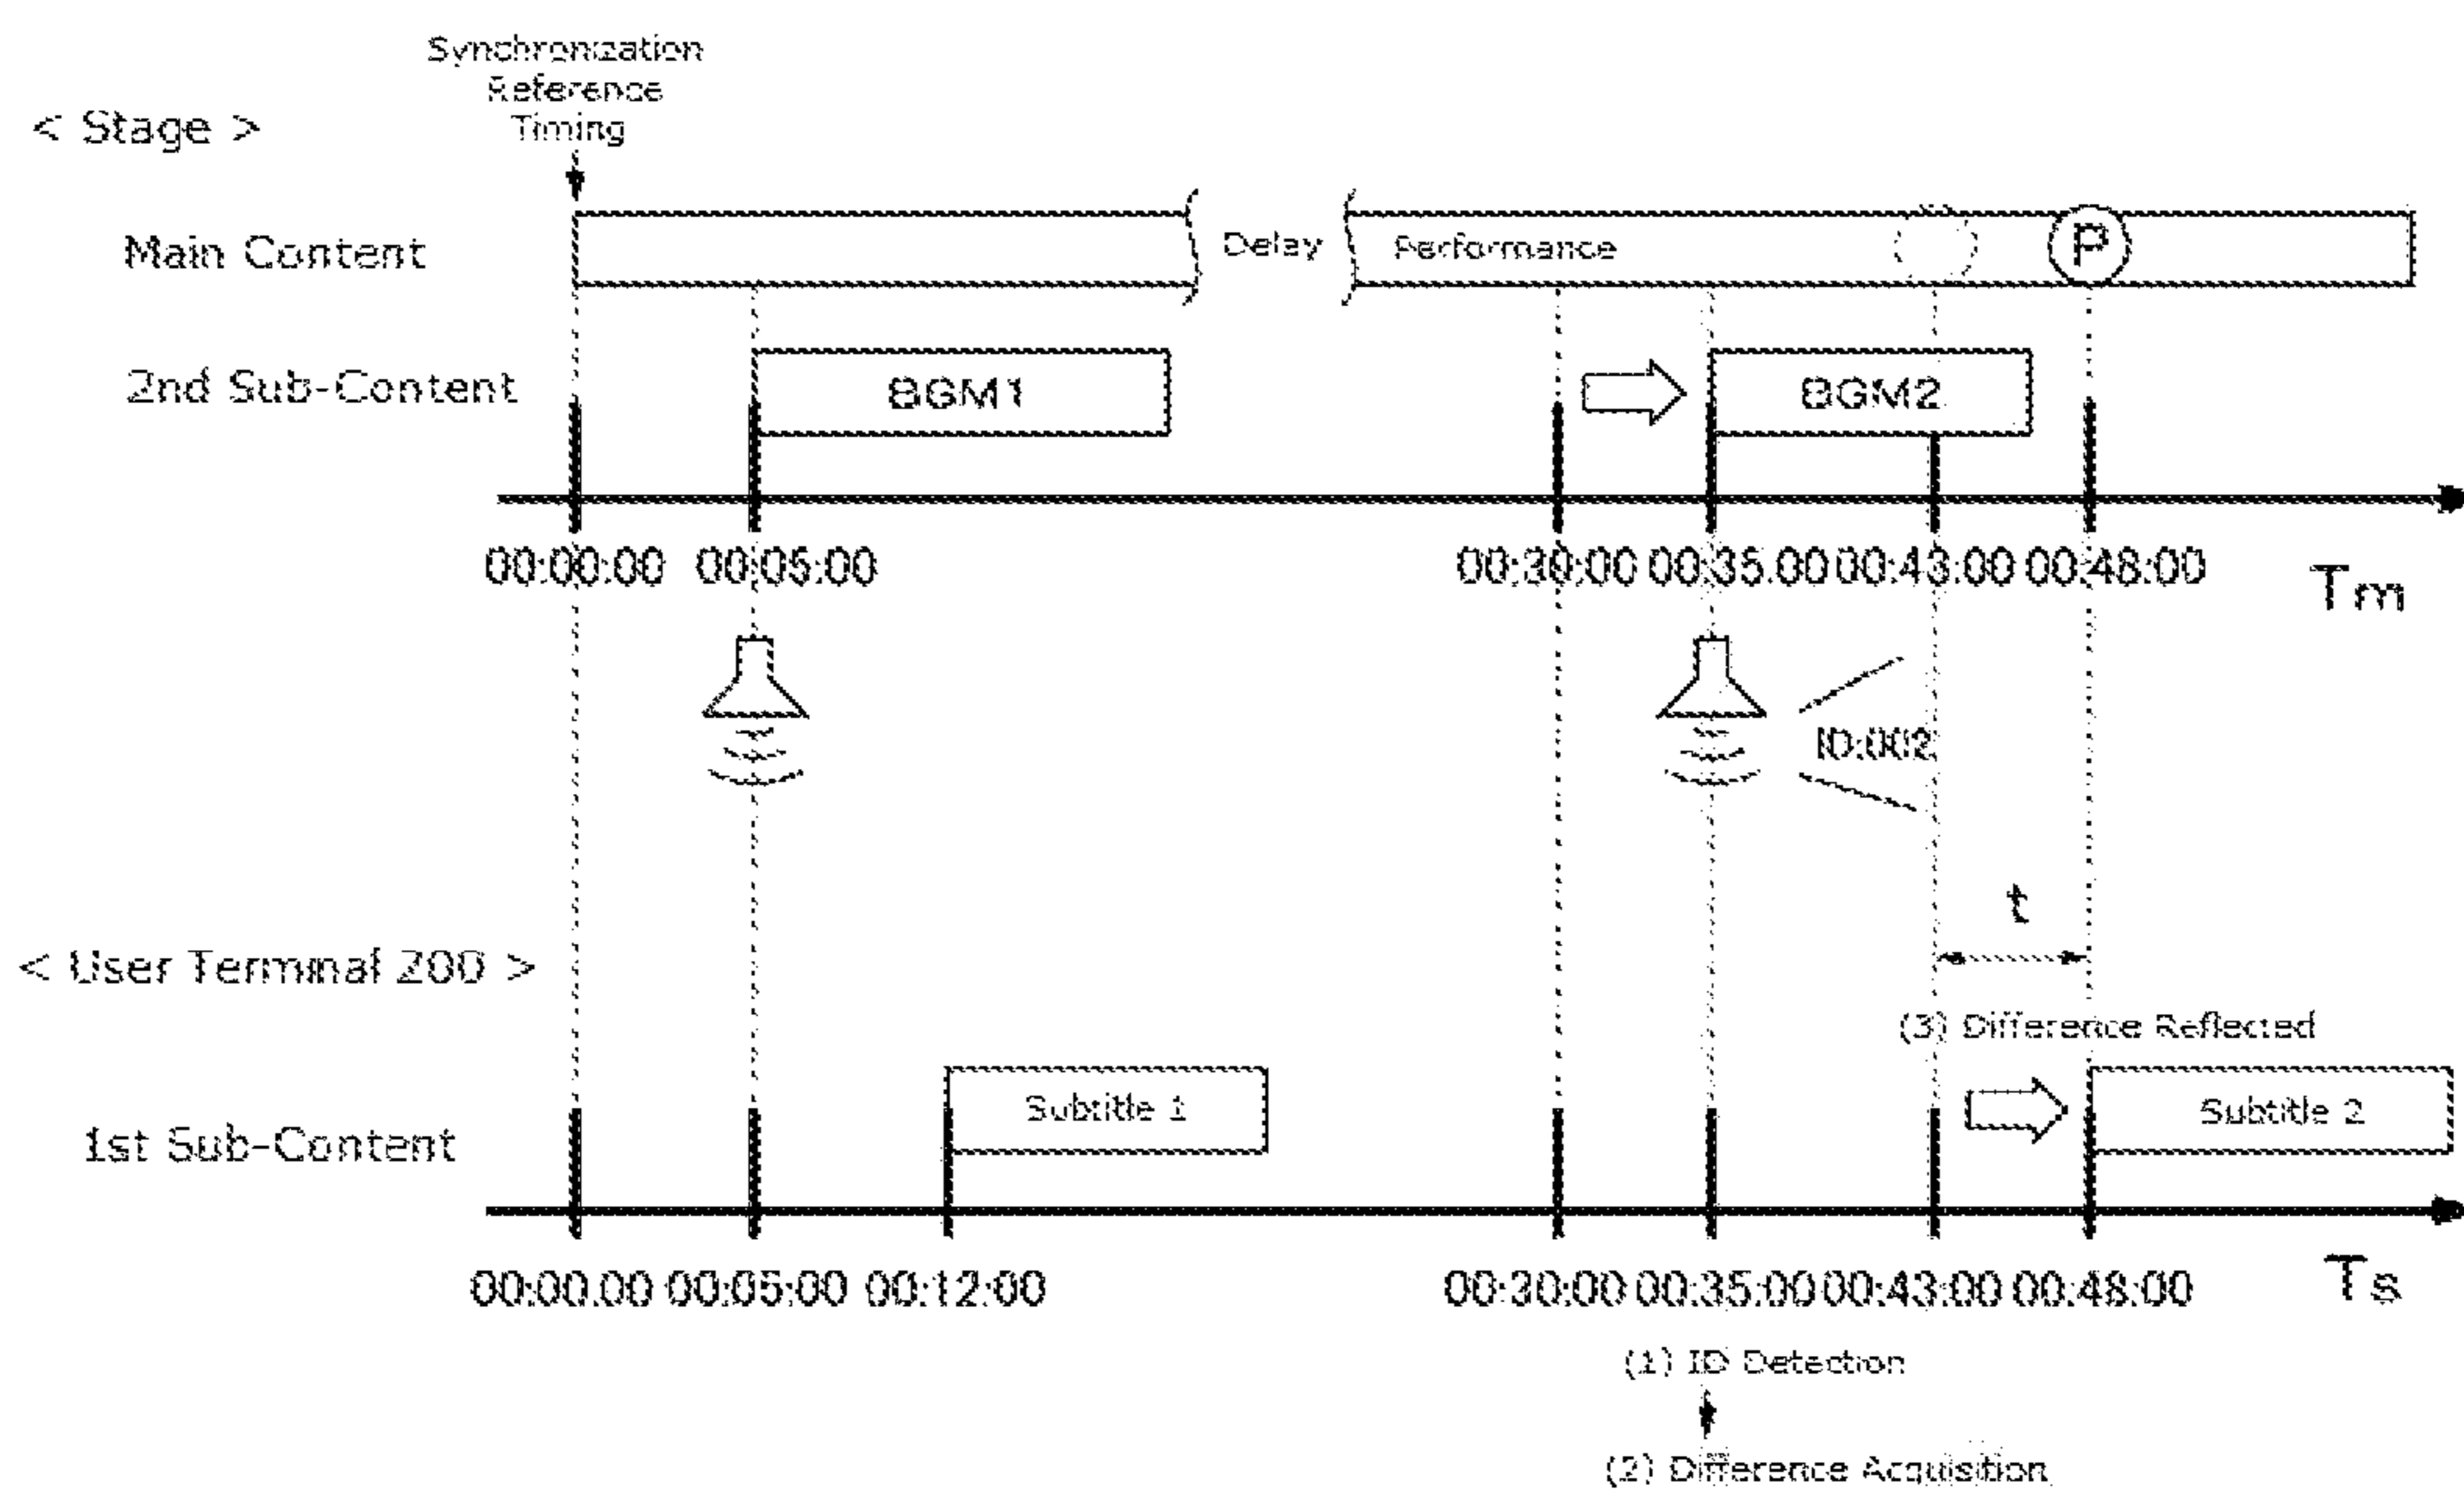 Synchronization
Reference
Timing
< Stage >
Main Content
Delay
Performance
P
2nd Sub-Content
BGM1
BGM2
00:00:00 00:05:00 00:30:00 00:35:00 00:43:00 00:48:00
Tm
ID:002
t
< User Terminal 200 >
(3) Difference Reflected
1st Sub-Content
Subtitle 1
Subtitle 2
00:00:00 00:05:00 00:12:00 00:30:00 00:35:00 00:43:00 00:48:00
Ts
(1) ID Detection
(2) Difference Acquisition